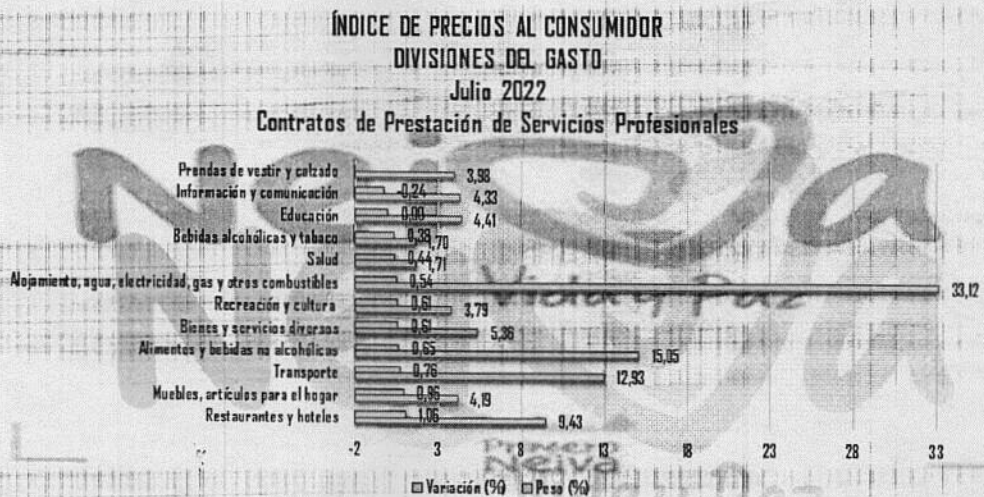 ÍNDICE DE PRECIOS AL CONSUMIDOR
DIVISIONES DEL GASTO
Julio 2022
Contratos de Prestación de Servicios Profesionales
Prendas de vestir y calzado 3,98
Información y comunicación -0,24 4,33
Educación 0,00 4,41
Bebidas alcohólicas y tabaco 0,39 1,70
Salud 0,44 1,71
Alojamiento, agua, electricidad, gas y otros combustibles 0,54 33,12
Recreación y cultura 0,61 3,79
Bienes y servicios diversos 0,61 5,36
Alimentos y bebidas no alcohólicas 0,65 15,05
Transporte 0,76 12,93
Muebles, artículos para el hogar 0,86 4,19
Restaurantes y hoteles 1,06 9,43
-2 3 8 13 18 23 28 33
Variación (%) Peso (%)
Neiva
Vida y Paz
Primero
Neiva